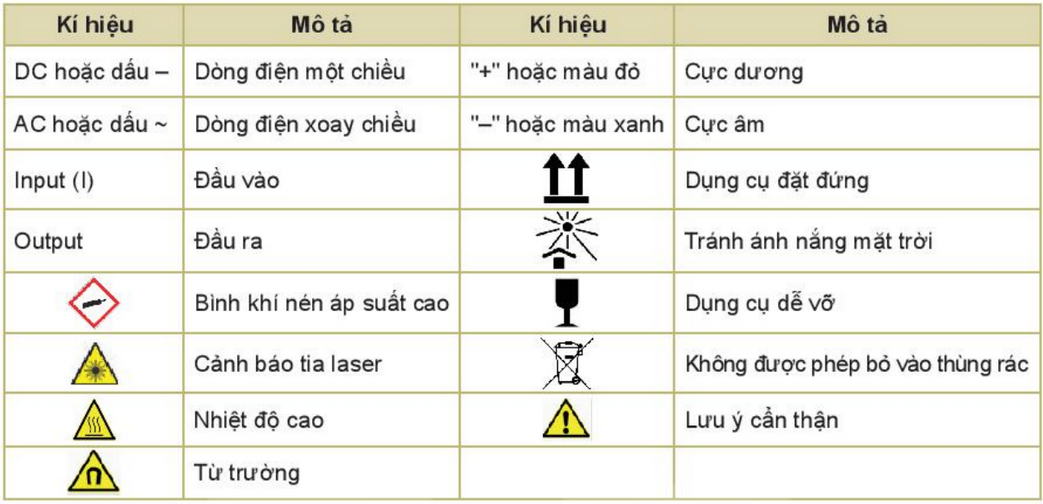 Kí hiệu Mô tả Kí hiệu Mô tả
DC hoặc dấu – Dòng điện một chiều "+" hoặc màu đỏ Cực dương
AC hoặc dấu ~ Dòng điện xoay chiều "–" hoặc màu xanh Cực âm
Input (I) Đầu vào Dụng cụ đặt đứng
Output Đầu ra Tránh ánh nắng mặt trời
Bình khí nén áp suất cao Dụng cụ dễ vỡ
Cảnh báo tia laser Không được phép bỏ vào thùng rác
Nhiệt độ cao Lưu ý cẩn thận
Từ trường